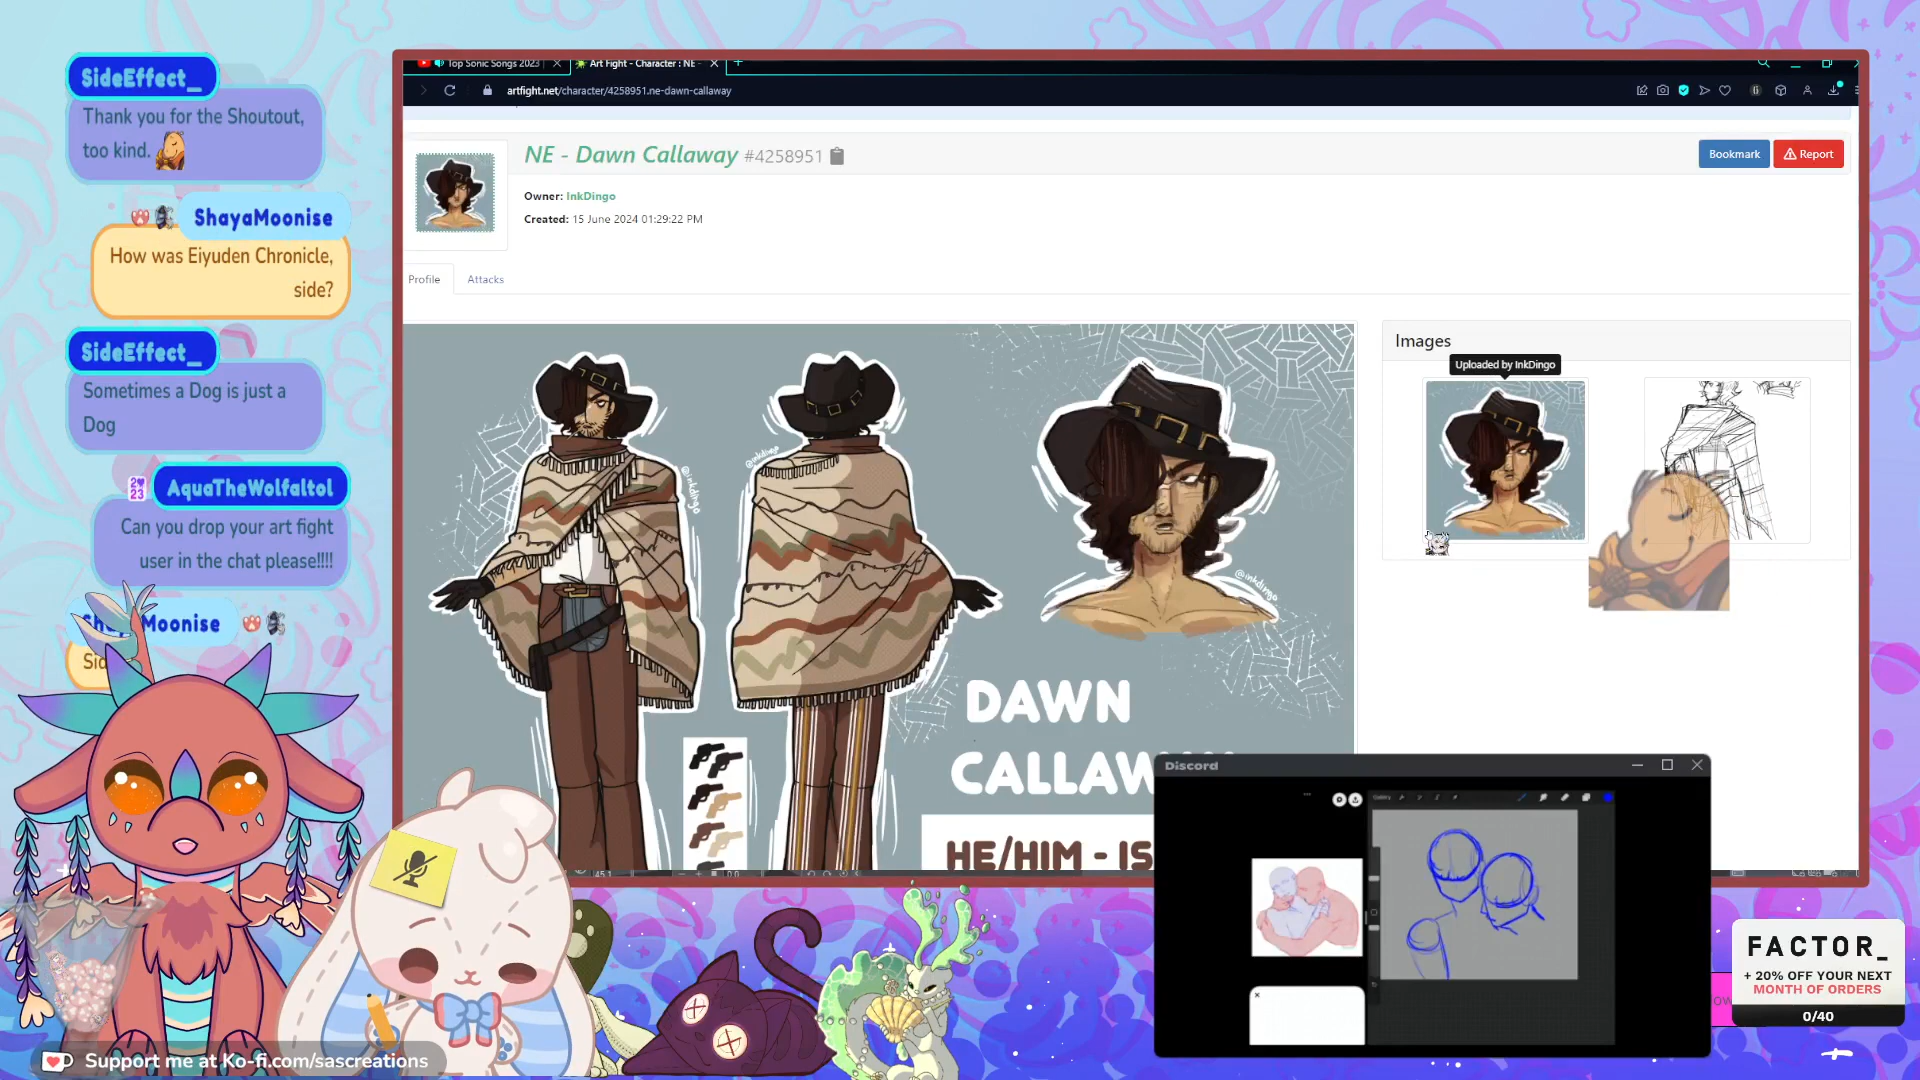 SideEffect_
Thank you for the Shoutout,
too kind.
ShayaMoonise
How was Eiyuden Chronicle,
side?
SideEffect_
Sometimes a Dog is just a
Dog
AquaTheWolfaltol
Can you drop your art fight
user in the chat please!!!!
Moonise
Sid
Top Sonic Songs 2023
Art Fight - Character : NE -
artfight.net/character/4258951.ne-dawn-callaway
NE - Dawn Callaway #4258951
Bookmark
Report
Owner: InkDingo
Created: 15 June 2024 01:29:22 PM
Profile
Attacks
Images
Uploaded by InkDingo
@inkdingo
@inkdingo
@inkdingo
DAWN
CALLAW
HE/HIM - IS
Discord
FACTOR_
+ 20% OFF YOUR NEXT
MONTH OF ORDERS
0/40
Support me at Ko-fi.com/sascreations